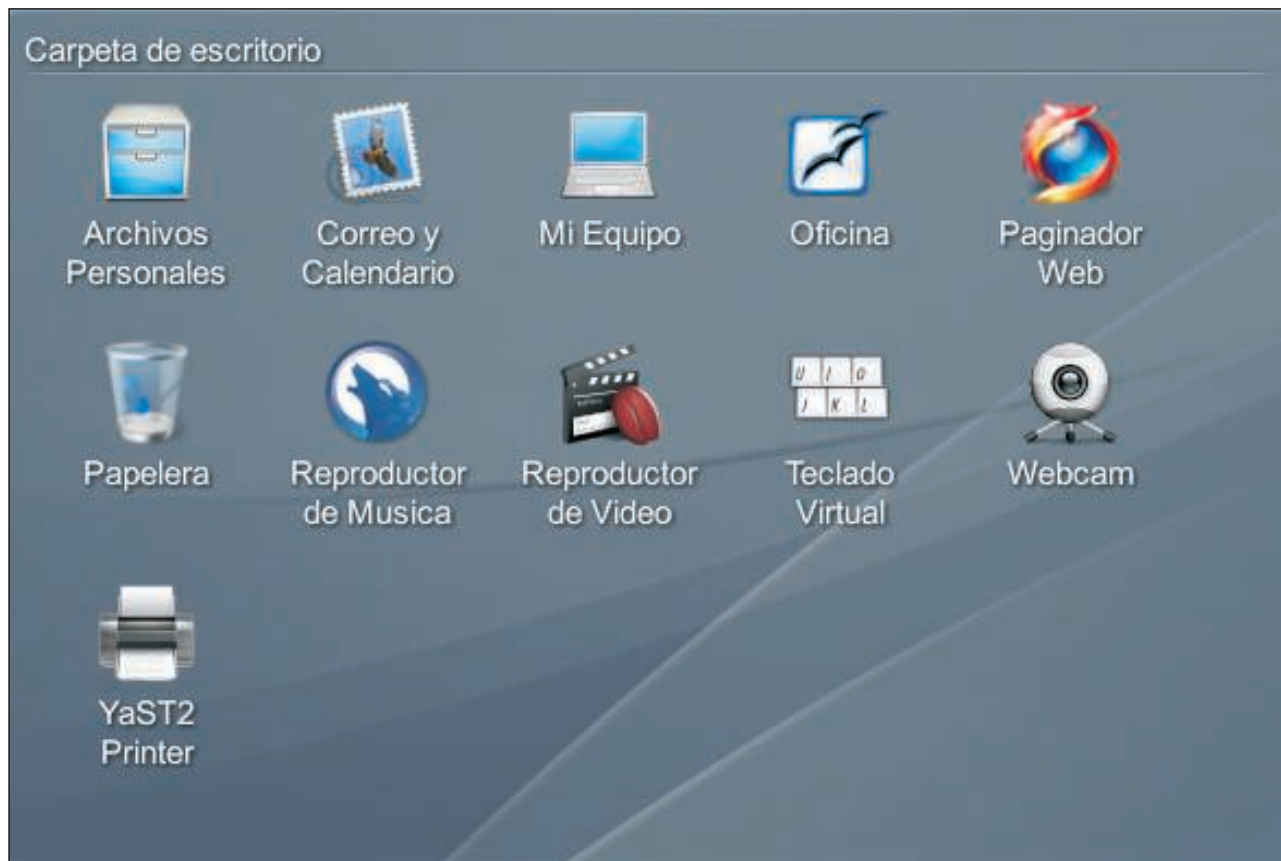 Carpeta de escritorio
Archivos
Personales
Correo y
Calendario
Mi Equipo
Oficina
Paginador
Web
Papelera
Reproductor
de Musica
Reproductor
de Video
U I O
J K L
Teclado
Virtual
Webcam
YaST2
Printer